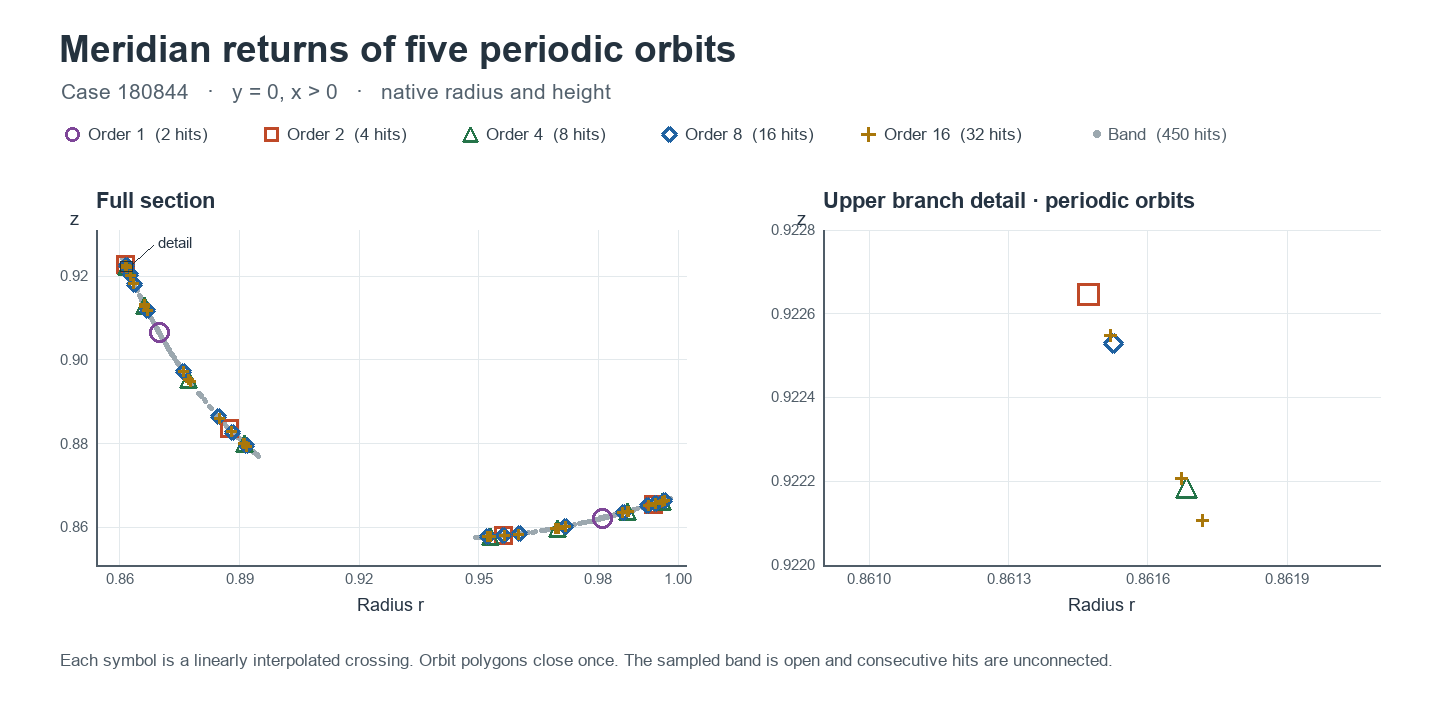 Meridian returns of five periodic orbits
Case 180844 · y = 0, x > 0 · native radius and height
Order 1 (2 hits) Order 2 (4 hits) Order 4 (8 hits) Order 8 (16 hits) Order 16 (32 hits) Band (450 hits)
Full section
z
detail
0.92
0.90
0.88
0.86
0.86 0.89 0.92 0.95 0.98 1.00
Radius r
Upper branch detail · periodic orbits
z
0.9228
0.9226
0.9224
0.9222
0.9220
0.8610 0.8613 0.8616 0.8619
Radius r
Each symbol is a linearly interpolated crossing. Orbit polygons close once. The sampled band is open and consecutive hits are unconnected.